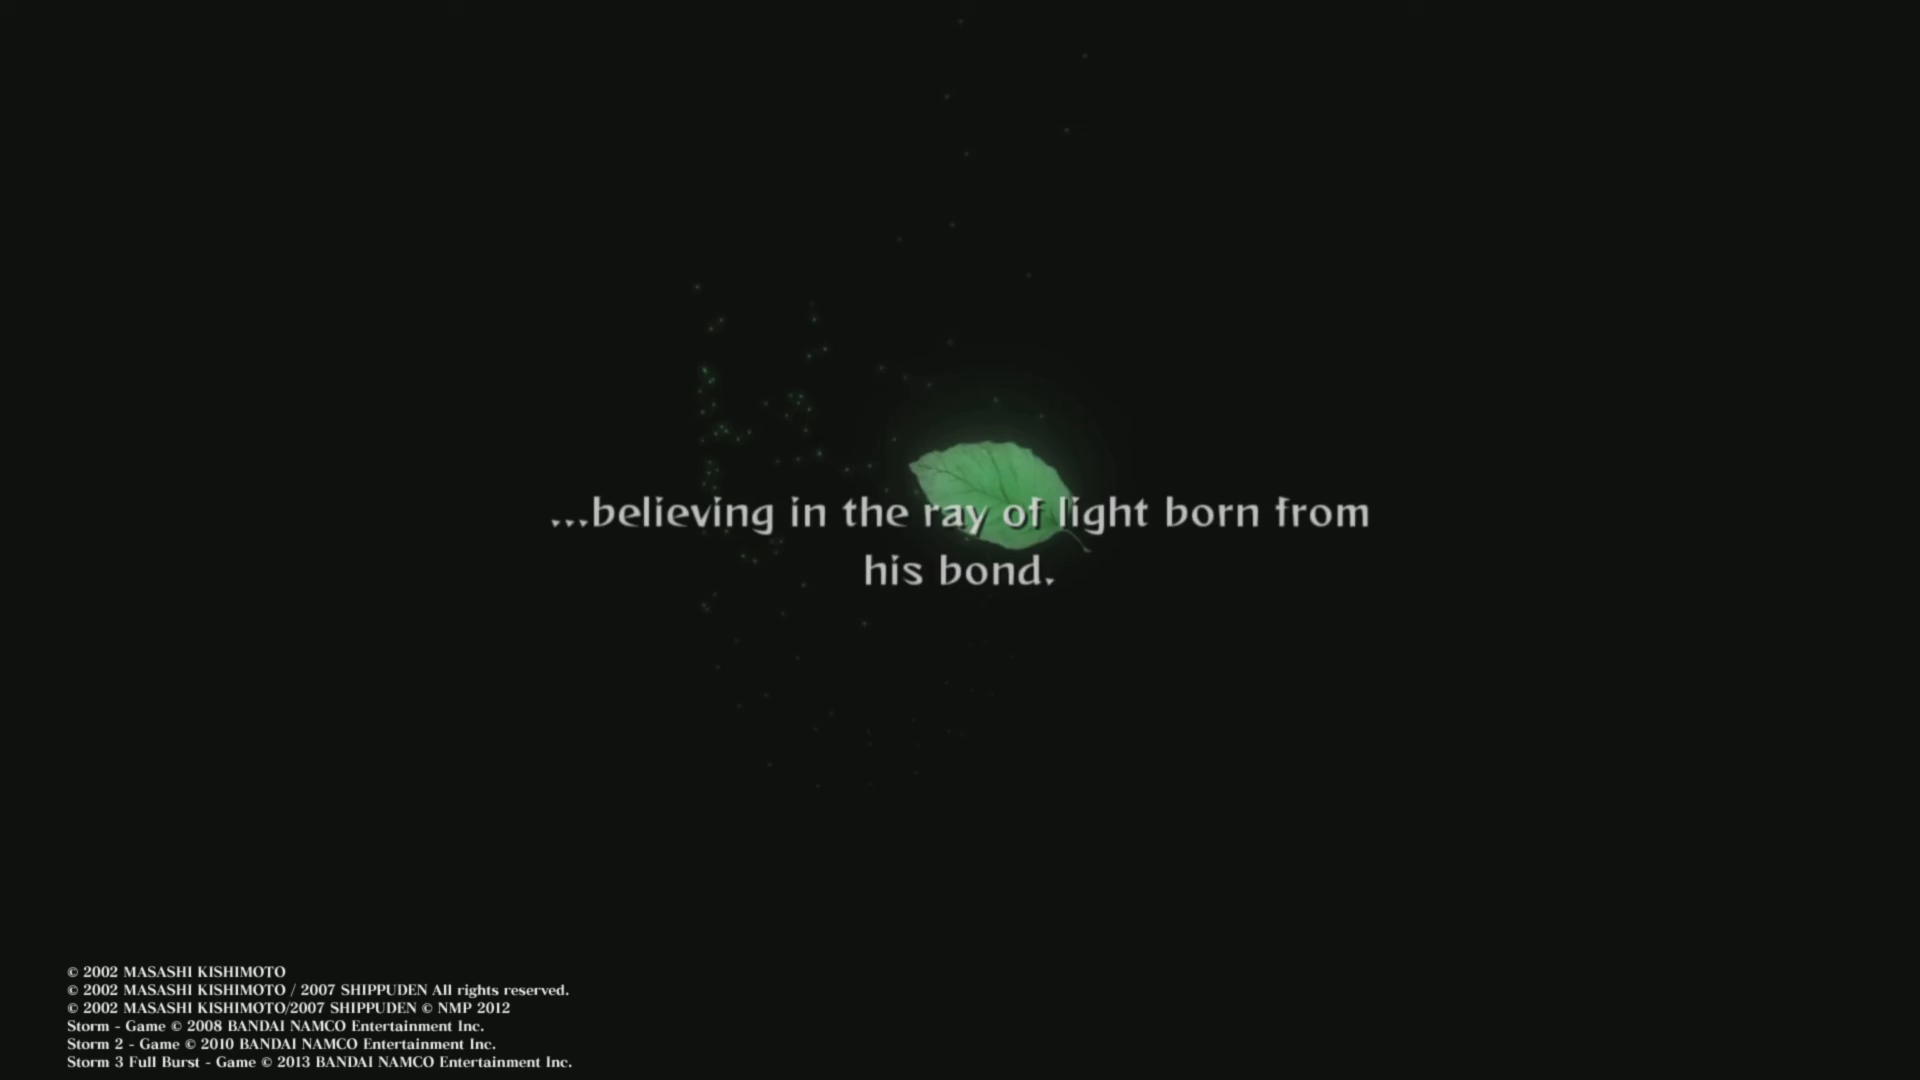 ...believing in the ray of light born from
his bond.
© 2002 MASASHI KISHIMOTO
© 2002 MASASHI KISHIMOTO / 2007 SHIPPUDEN All rights reserved.
© 2002 MASASHI KISHIMOTO/2007 SHIPPUDEN © NMP 2012
Storm - Game © 2008 BANDAI NAMCO Entertainment Inc.
Storm 2 - Game © 2010 BANDAI NAMCO Entertainment Inc.
Storm 3 Full Burst - Game © 2013 BANDAI NAMCO Entertainment Inc.